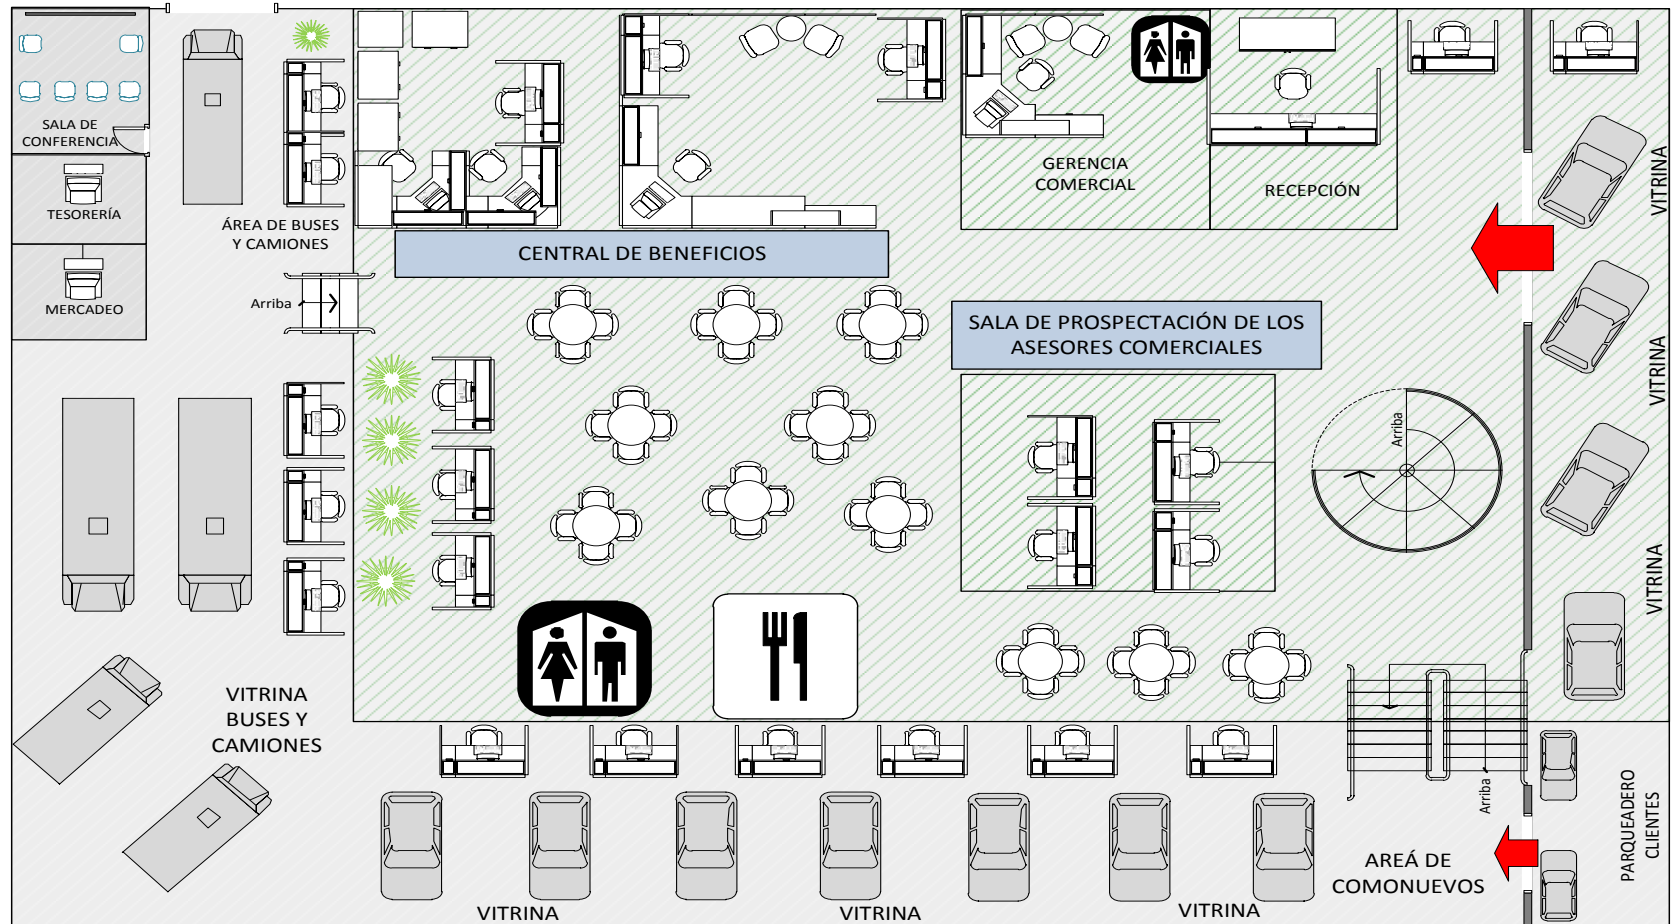 SALA DE
CONFERENCIA
TESORERÍA
MERCADEO
ÁREA DE BUSES
Y CAMIONES
Arriba
CENTRAL DE BENEFICIOS
GERENCIA
COMERCIAL
RECEPCIÓN
VITRINA
VITRINA
VITRINA
SALA DE PROSPECTACIÓN DE LOS
ASESORES COMERCIALES
Arriba
VITRINA
BUSES Y
CAMIONES
Arriba
AREÁ DE
COMONUEVOS
PARQUEADERO
CLIENTES
VITRINA
VITRINA
VITRINA